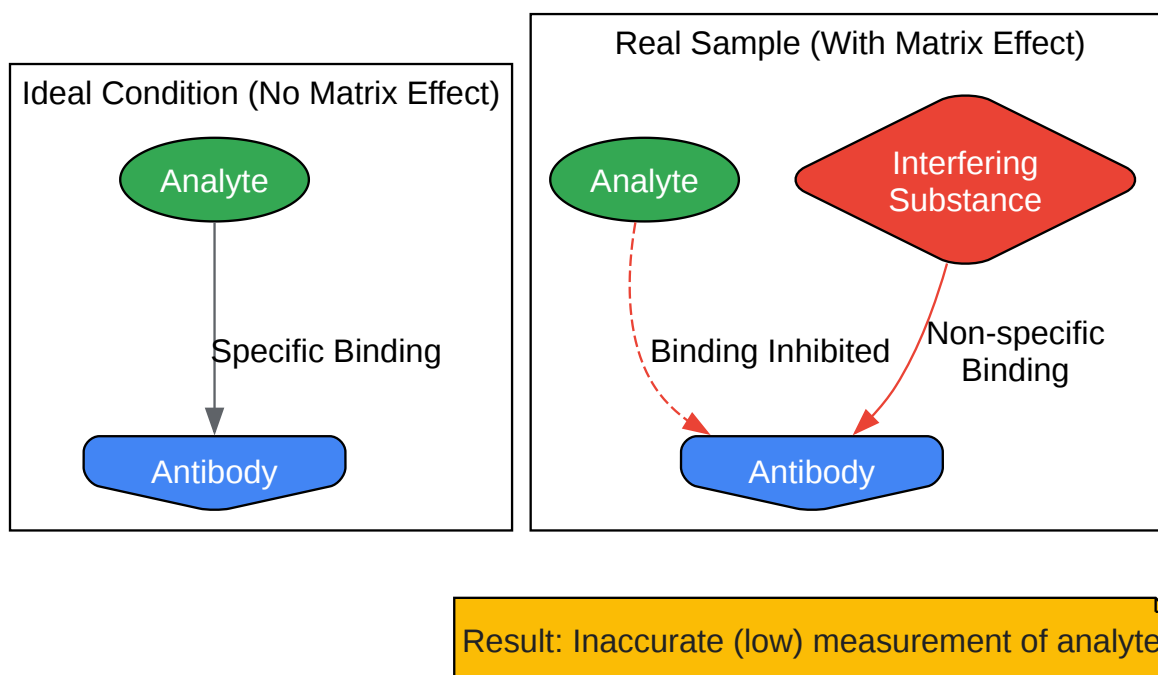 Ideal Condition (No Matrix Effect)
Analyte
Specific Binding
Antibody
Real Sample (With Matrix Effect)
Analyte
Interfering
Substance
Binding Inhibited
Non-specific
Binding
Antibody
Result: Inaccurate (low) measurement of analyte